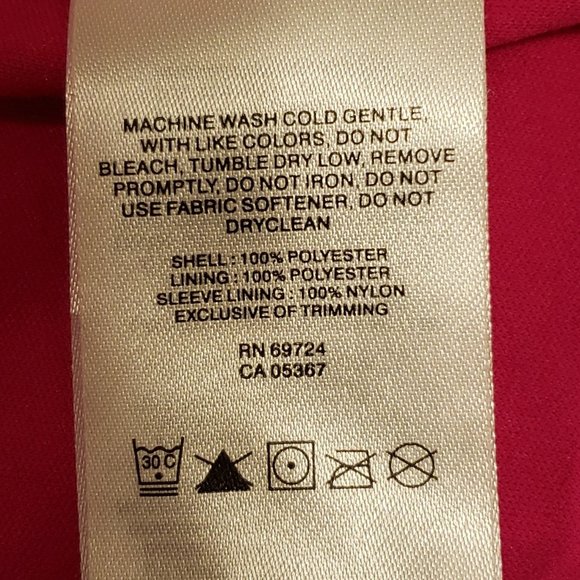 MACHINE WASH COLD GENTLE,
WITH LIKE COLORS, DO NOT
BLEACH, TUMBLE DRY LOW, REMOVE
PROMPTLY, DO NOT IRON, DO NOT
USE FABRIC SOFTENER, DO NOT
DRYCLEAN
SHELL : 100% POLYESTER
LINING : 100% POLYESTER
SLEEVE LINING : 100% NYLON
EXCLUSIVE OF TRIMMING
RN 69724
CA 05367
30 C